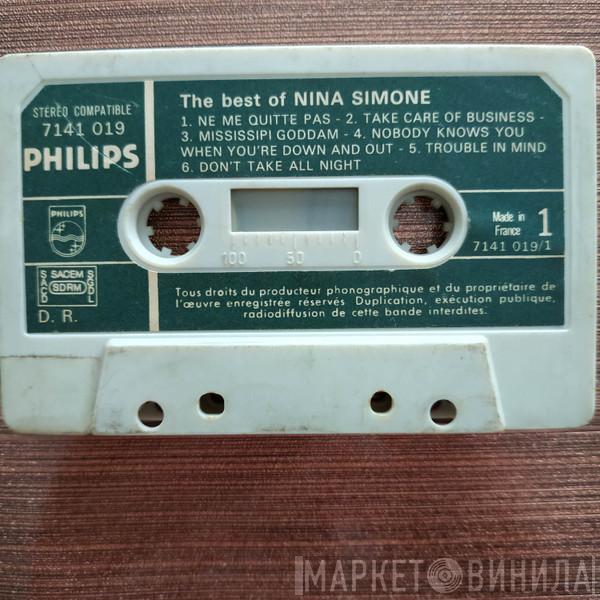 STEREO COMPATIBLE
7141 019
PHILIPS
The best of NINA SIMONE
1. NE ME QUITTE PAS - 2. TAKE CARE OF BUSINESS -
3. MISSISSIPI GODDAM - 4. NOBODY KNOWS YOU
WHEN YOU'RE DOWN AND OUT - 5. TROUBLE IN MIND
6. DON'T TAKE ALL NIGHT
PHILIPS
100 50 0
Made in
France
1
7141 019/1
SACD
SACEM
SDRM
SGDL
D. R.
Tous droits du producteur phonographique et du propriétaire de
l'œuvre enregistrée réservés Duplication, exécution publique,
radiodiffusion de cette bande interdites.
МАРКЕТ ВИНИЛА